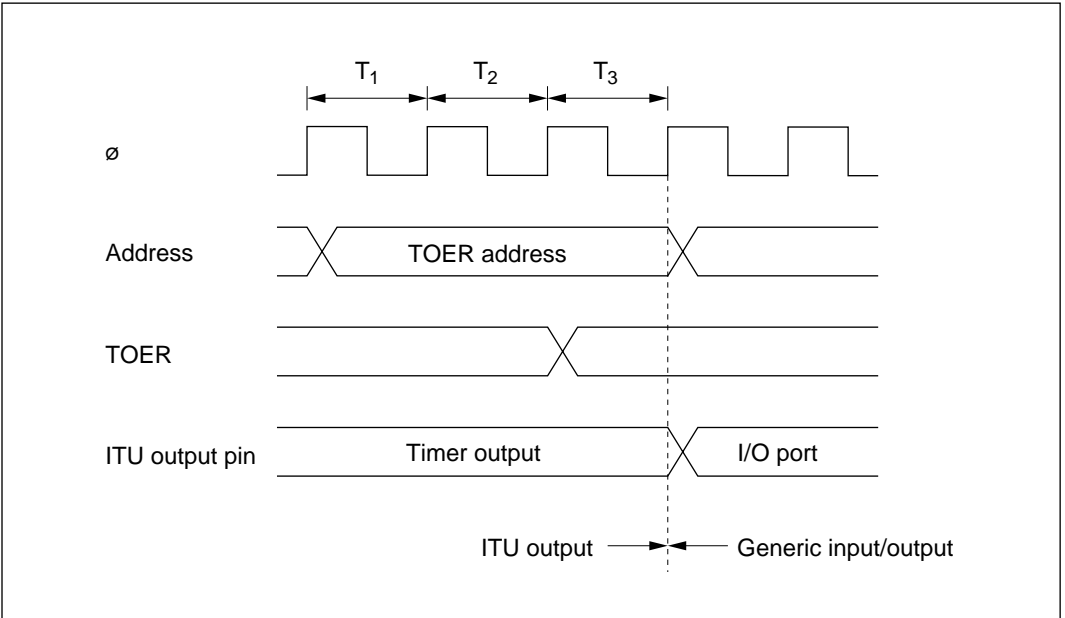 T1 T2 T3
ø
Address TOER address
TOER
ITU output pin Timer output I/O port
ITU output Generic input/output